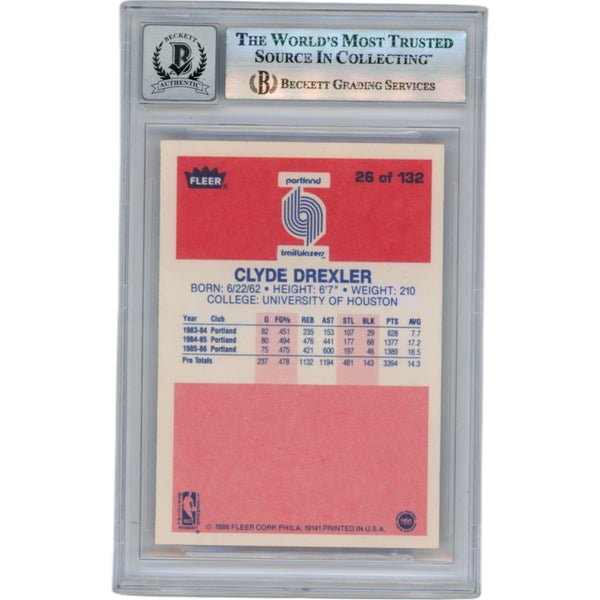 BECKETT
B
AUTHENTIC
THE WORLD'S MOST TRUSTED
SOURCE IN COLLECTING™
B BECKETT GRADING SERVICES
FLEER®
portland
trailblazers
26 of 132
CLYDE DREXLER
BORN: 6/22/62 • HEIGHT: 6'7" • WEIGHT: 210
COLLEGE: UNIVERSITY OF HOUSTON
Year Club G FG% REB AST STL BLK PTS AVG
1983-84 Portland 82 .451 235 153 107 29 628 7.7
1984-85 Portland 80 .494 476 441 177 68 1377 17.2
1985-86 Portland 75 .475 421 600 197 46 1389 18.5
Pro Totals 237 .478 1132 1194 481 143 3394 14.3
© 1986 FLEER CORP. PHILA. 19141 PRINTED IN U.S.A.